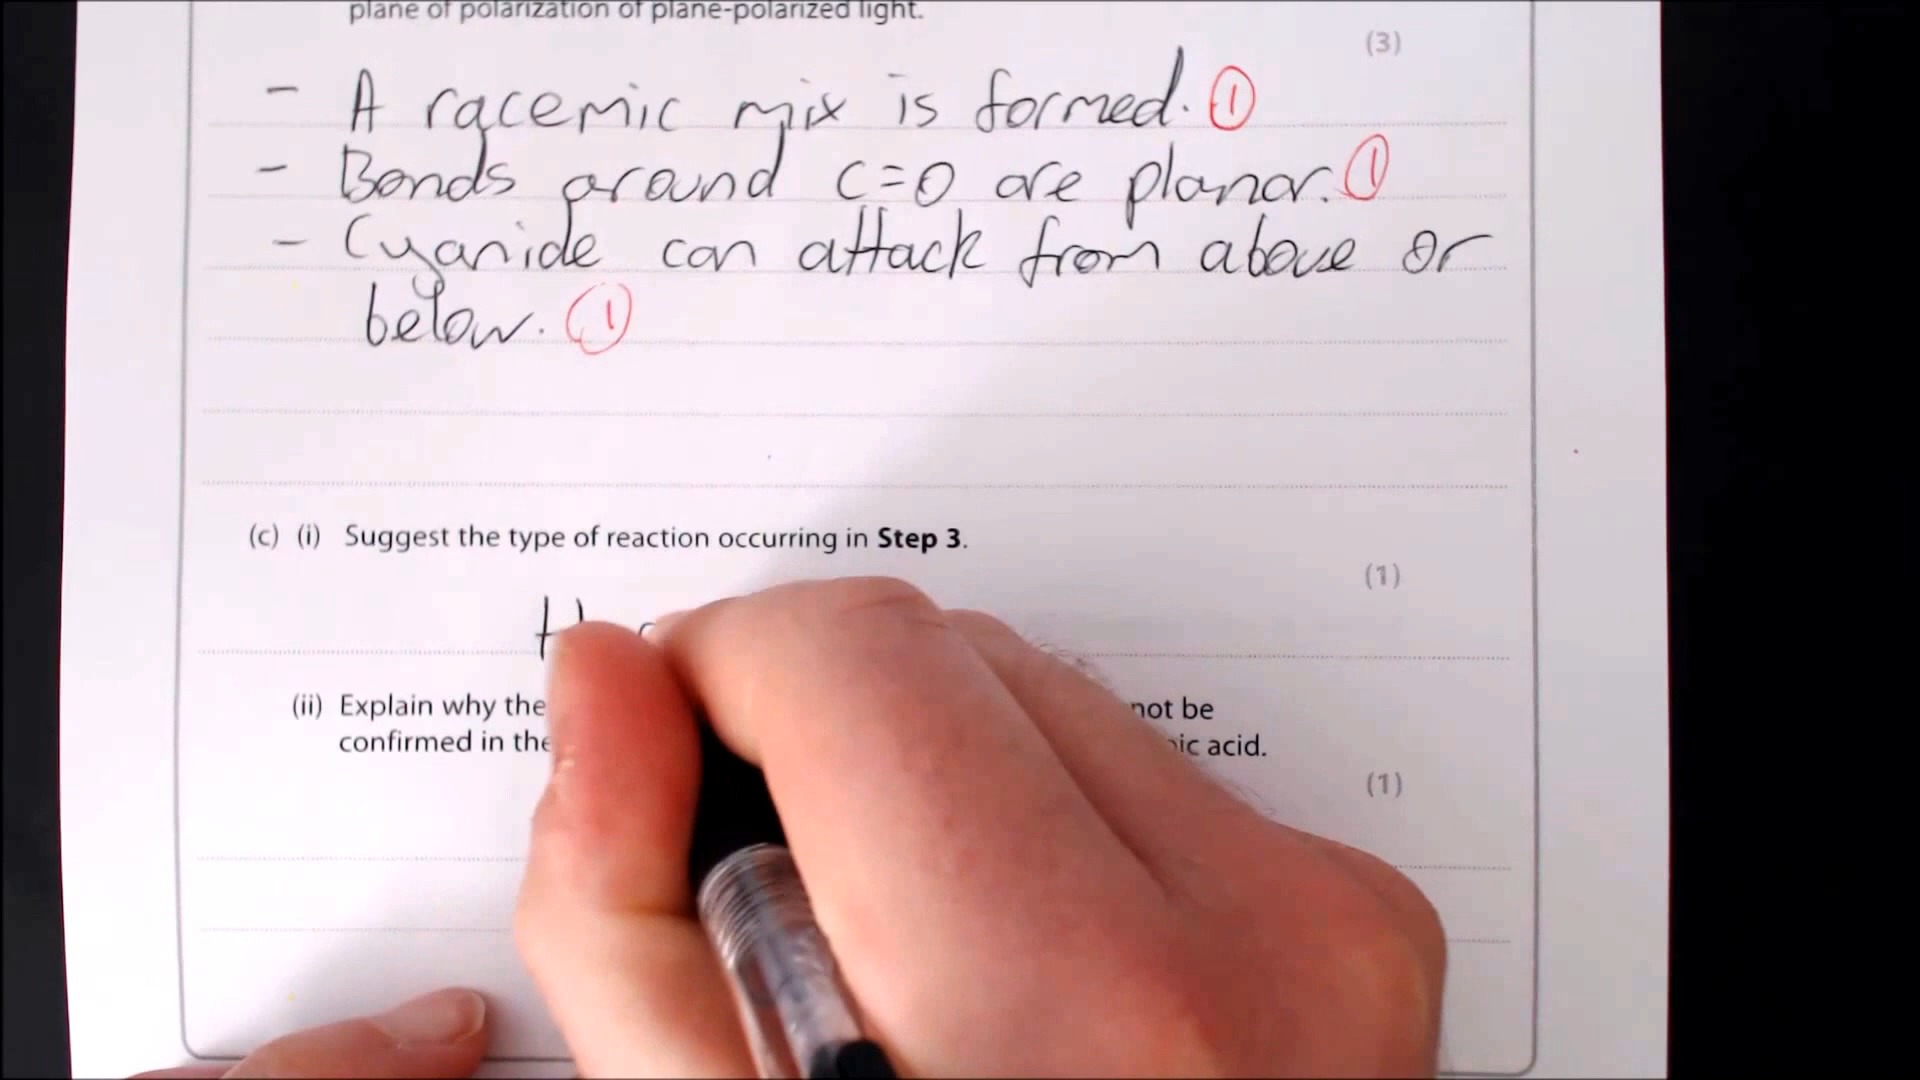 plane of polarization of plane-polarized light.
(3)
- A racemic mix is formed. 1
- Bonds around C=O are planar. 1
- Cyanide can attack from above or
below. 1
(c) (i) Suggest the type of reaction occurring in Step 3.
(1)
H
(ii) Explain why the not be
confirmed in the acid.
(1)